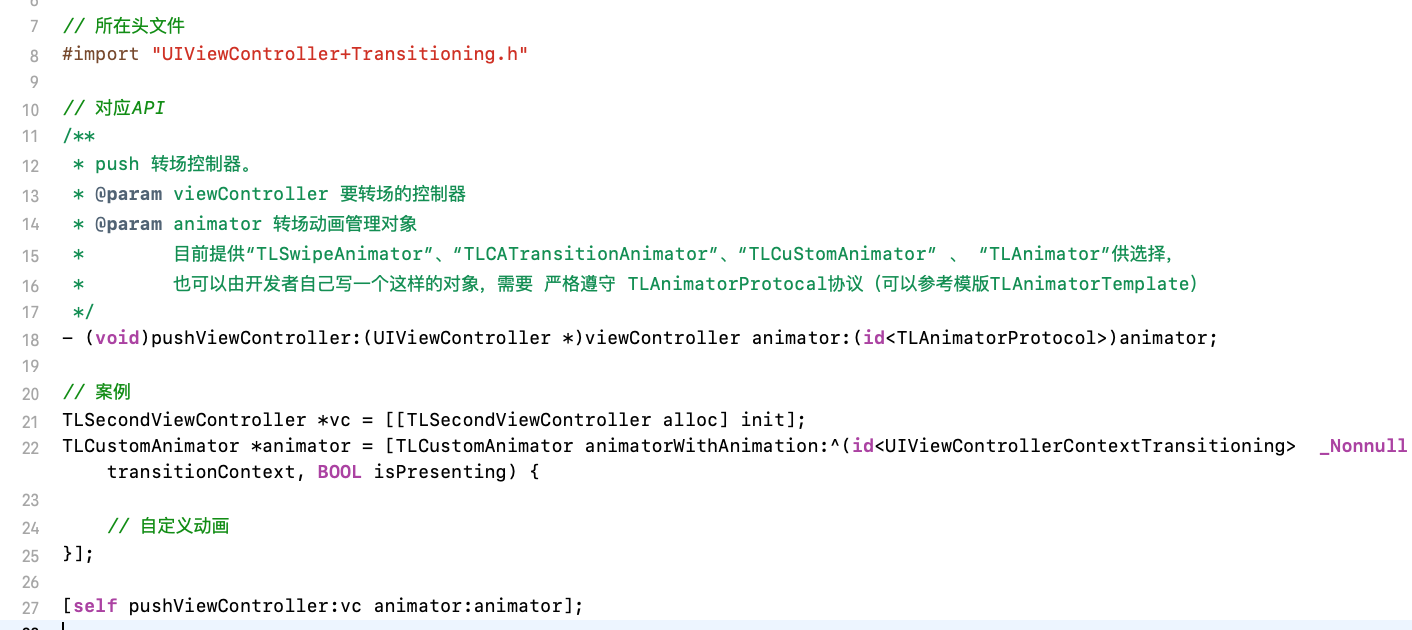 7 // 所在头文件
8 #import "UIViewController+Transitioning.h"
9
10 // 对应API
11 /**
12 * push 转场控制器。
13 * @param viewController 要转场的控制器
14 * @param animator 转场动画管理对象
15 * 目前提供“TLSwipeAnimator”、“TLCATransitionAnimator”、“TLCuStomAnimator” 、 “TLAnimator”供选择，
16 * 也可以由开发者自己写一个这样的对象，需要 严格遵守 TLAnimatorProtocal协议（可以参考模版TLAnimatorTemplate）
17 */
18 - (void)pushViewController:(UIViewController *)viewController animator:(id<TLAnimatorProtocol>)animator;
19
20 // 案例
21 TLSecondViewController *vc = [[TLSecondViewController alloc] init];
22 TLCustomAnimator *animator = [TLCustomAnimator animatorWithAnimation:^(id<UIViewControllerContextTransitioning> _Nonnull
transitionContext, BOOL isPresenting) {
23
24 // 自定义动画
25 }];
26
27 [self pushViewController:vc animator:animator];